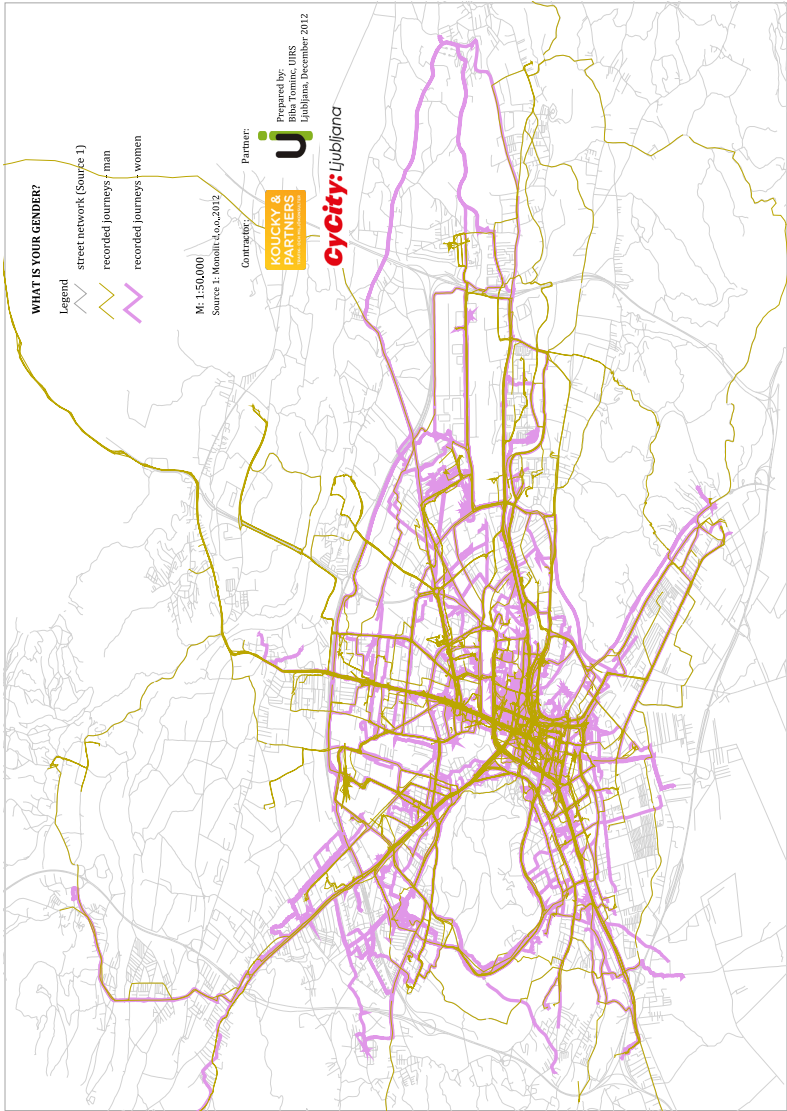 WHAT IS YOUR GENDER?
Legend
street network (Source 1)
recorded journeys - man
recorded journeys - women
M: 1:50.000
Source 1: Monolit d.o.o.,2012
Contractor:
KOUCKY &
PARTNERS
Partner:
Prepared by:
Biba Tominc, UIRS
Ljubljana, December 2012
CyCity: Ljubljana